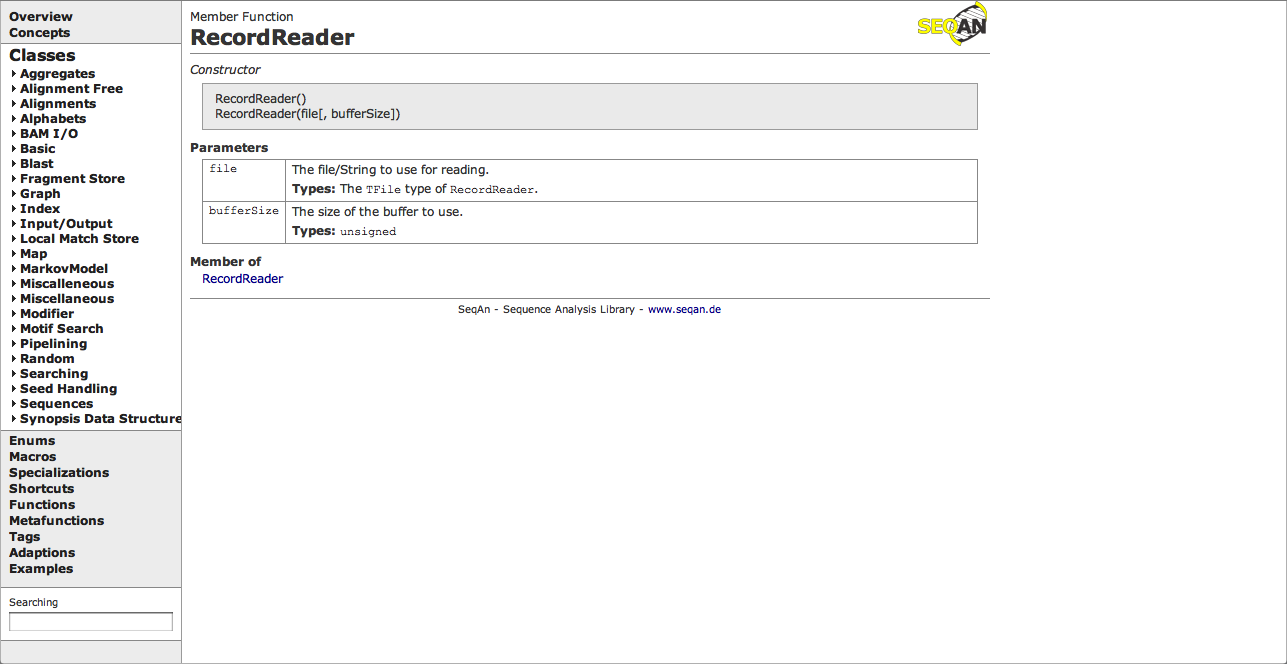 Overview
Concepts
Classes
Aggregates
Alignment Free
Alignments
Alphabets
BAM I/O
Basic
Blast
Fragment Store
Graph
Index
Input/Output
Local Match Store
Map
MarkovModel
Miscalleneous
Miscellaneous
Modifier
Motif Search
Pipelining
Random
Searching
Seed Handling
Sequences
Synopsis Data Structure
Enums
Macros
Specializations
Shortcuts
Functions
Metafunctions
Tags
Adaptions
Examples
Searching
Member Function
RecordReader
SEQAN
Constructor
RecordReader()
RecordReader(file[, bufferSize])
Parameters
file
The file/String to use for reading.
Types: The TFile type of RecordReader.
bufferSize
The size of the buffer to use.
Types: unsigned
Member of
RecordReader
SeqAn - Sequence Analysis Library - www.seqan.de